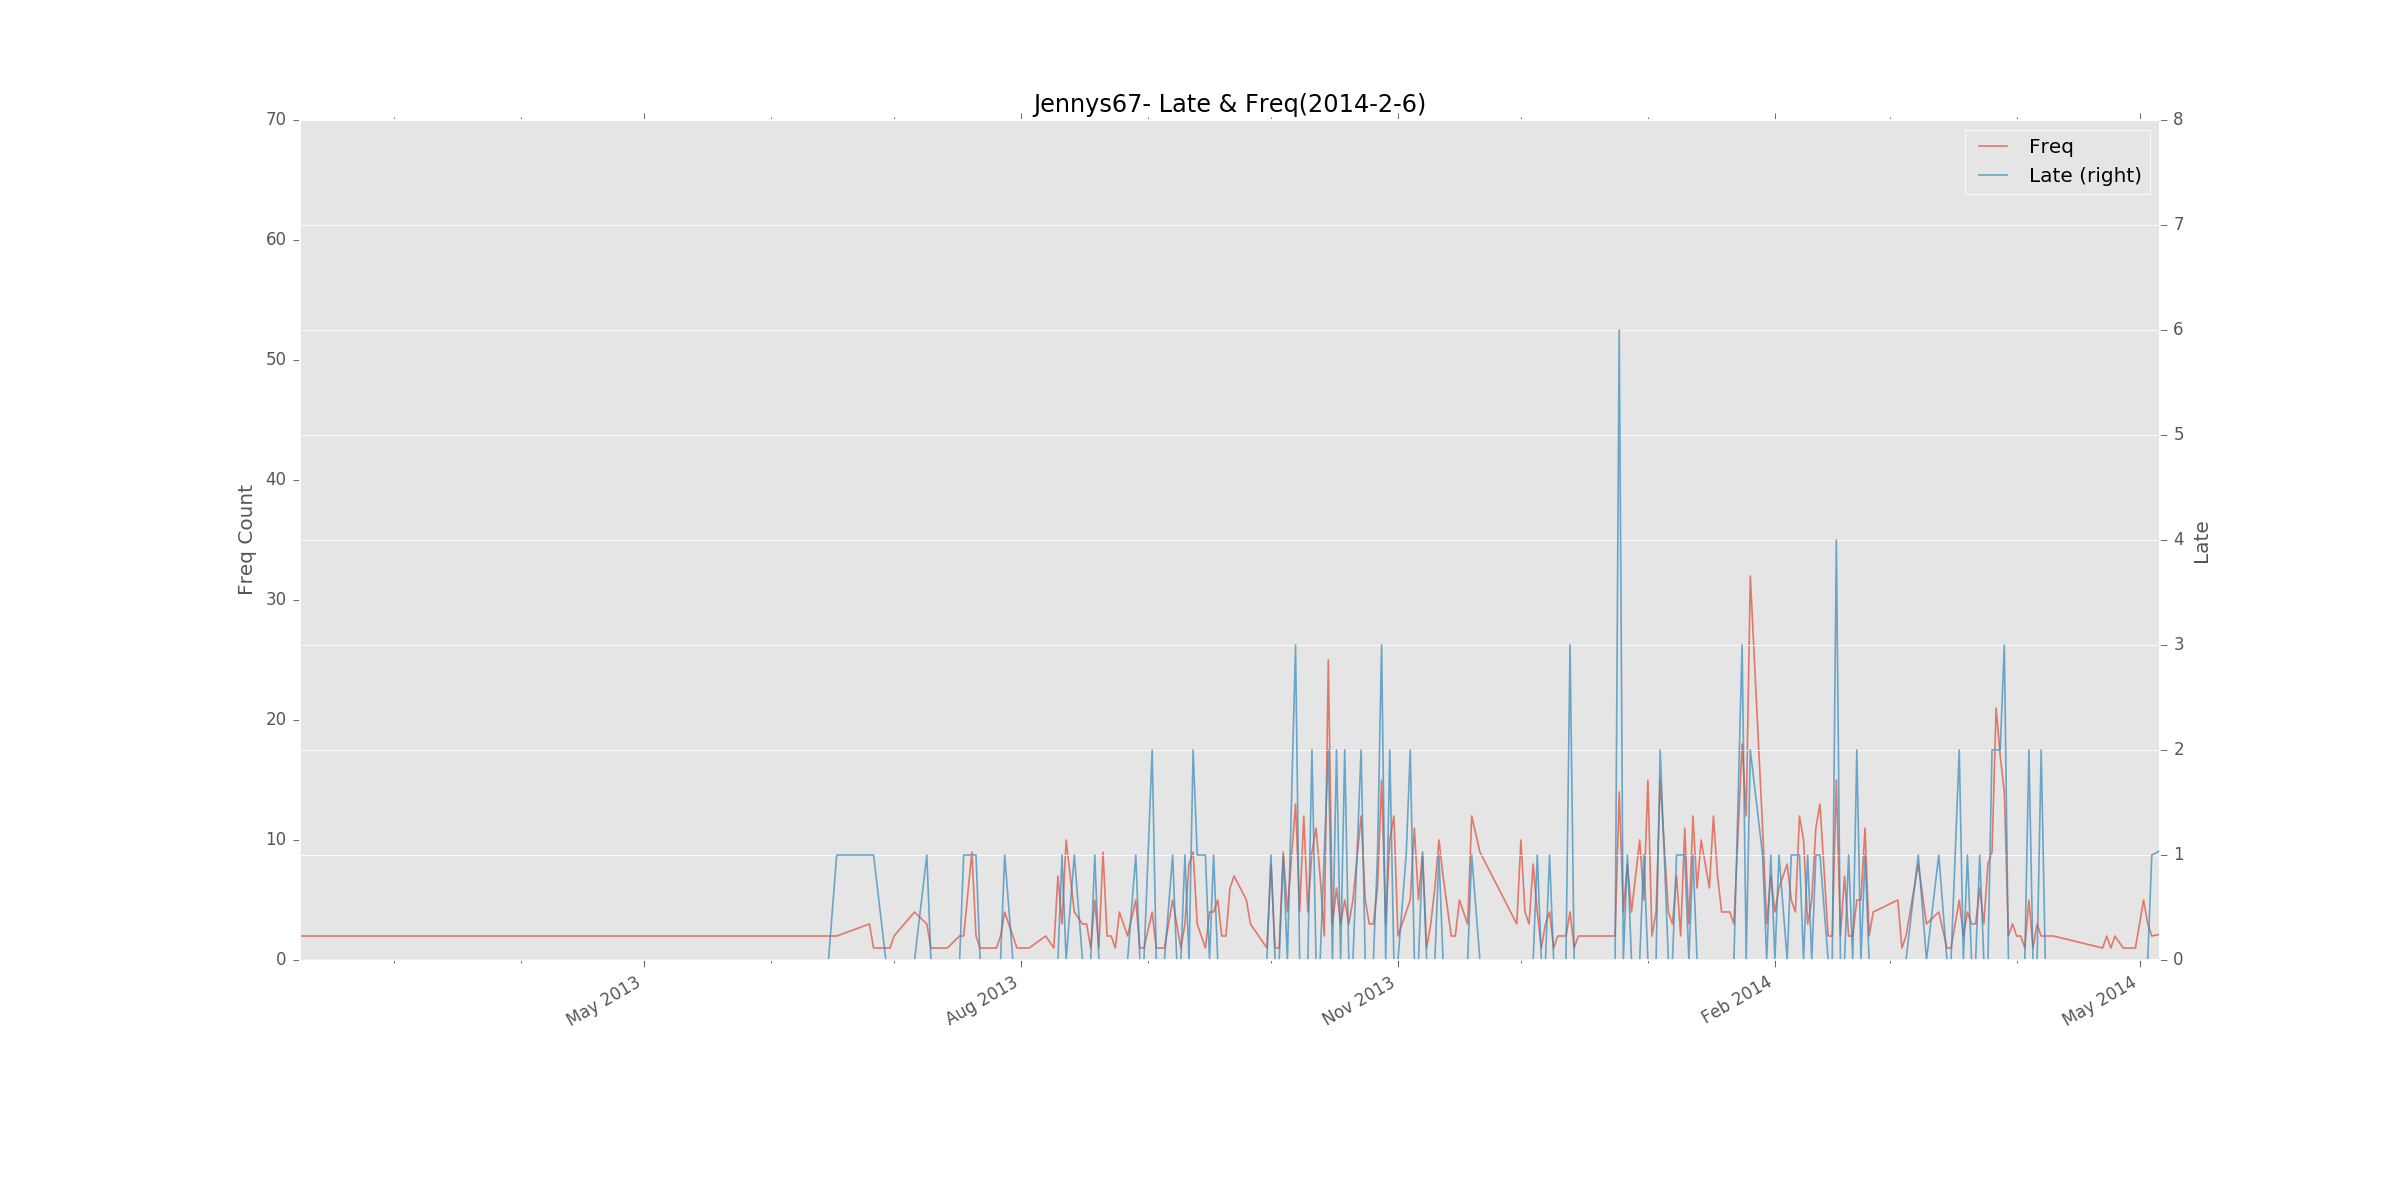 Jennys67- Late & Freq(2014-2-6)
70
60
50
40
30
20
10
0
Freq Count
8
7
6
5
4
3
2
1
0
Late
Freq
Late (right)
May 2013
Aug 2013
Nov 2013
Feb 2014
May 2014